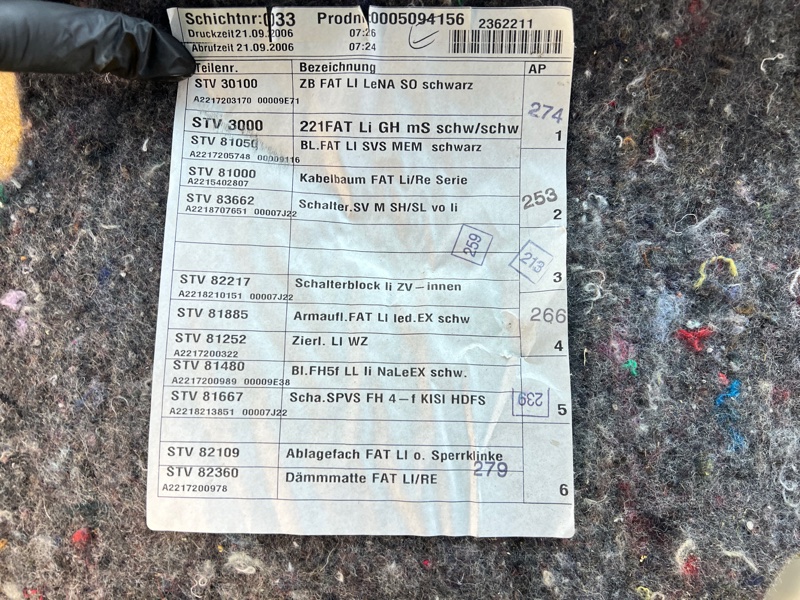 Schichtnr:033 Prodnr:0005094156 2362211
Druckzeit21.09.2006 07:26
Abrufzeit 21.09.2006 07:24
Teilenr. Bezeichnung AP
STV 30100 ZB FAT LI LeNA SO schwarz
A2217203170 00009E71
274
STV 3000 221FAT Li GH mS schw/schw 1
STV 81050 BL.FAT LI SVS MEM schwarz
A2217205748 00009116
STV 81000 Kabelbaum FAT Li/Re Serie
A2215402807
STV 83662 Schalter.SV M SH/SL vo li 253
A2218707651 00007J22 2
259
213
3
STV 82217 Schalterblock li ZV-innen
A2218210151 00007J22
STV 81885 Armaufl.FAT LI led.EX schw 266
STV 81252 Zierl. LI WZ 4
A2217200322
STV 81480 Bl.FH5f LL li NaLeEX schw.
A2217200989 00009E38
STV 81667 Scha.SPVS FH 4-f KISI HDFS 239
A2218213851 00007J22 5
STV 82109 Ablagefach FAT LI o. Sperrklinke
279
STV 82360 Dämmmatte FAT LI/RE
A2217200978 6